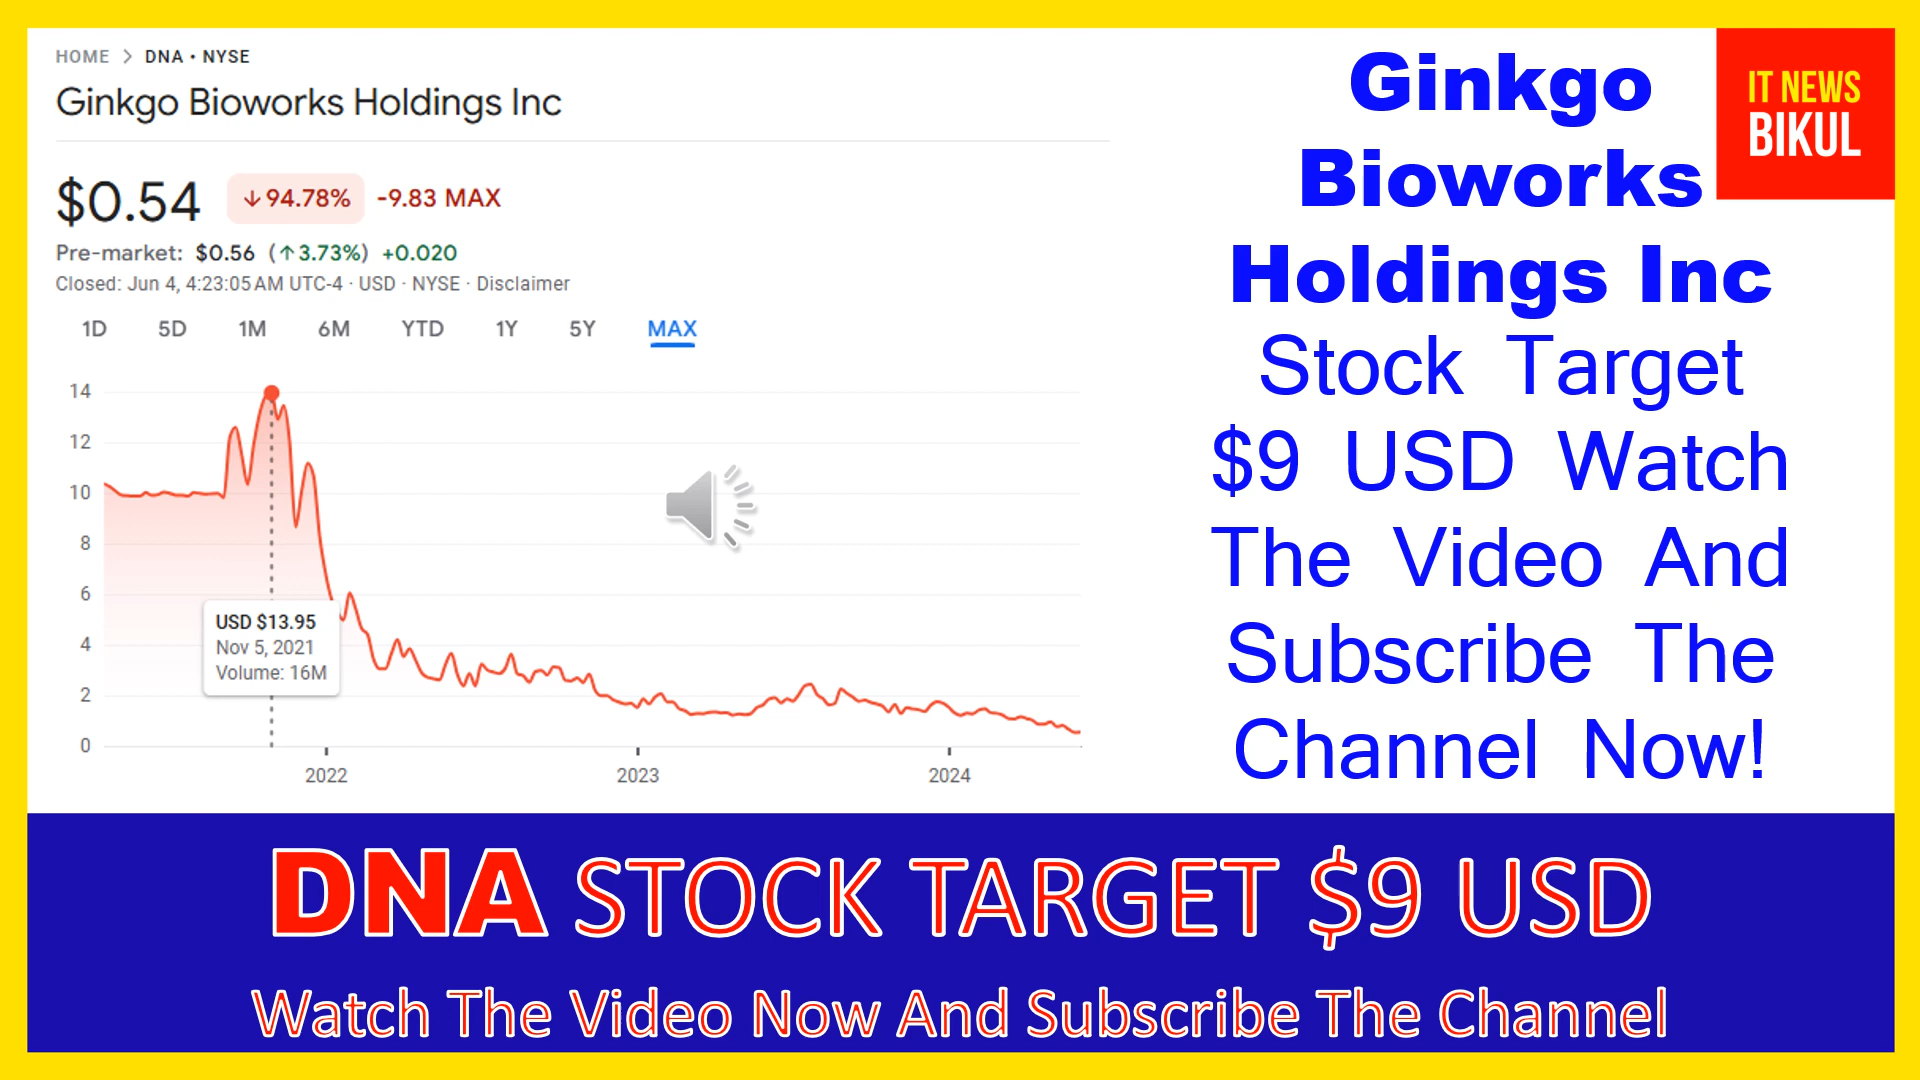 HOME > DNA • NYSE
Ginkgo Bioworks Holdings Inc
$0.54 ↓94.78% -9.83 MAX
Pre-market: $0.56 (↑3.73%) +0.020
Closed: Jun 4, 4:23:05 AM UTC-4 · USD · NYSE · Disclaimer
1D 5D 1M 6M YTD 1Y 5Y MAX
14
12
10
8
6
4
2
0
USD $13.95
Nov 5, 2021
Volume: 16M
2022 2023 2024
Ginkgo
Bioworks
Holdings Inc
Stock Target
$9 USD Watch
The Video And
Subscribe The
Channel Now!
IT NEWS
BIKUL
DNA STOCK TARGET $9 USD
Watch The Video Now And Subscribe The Channel